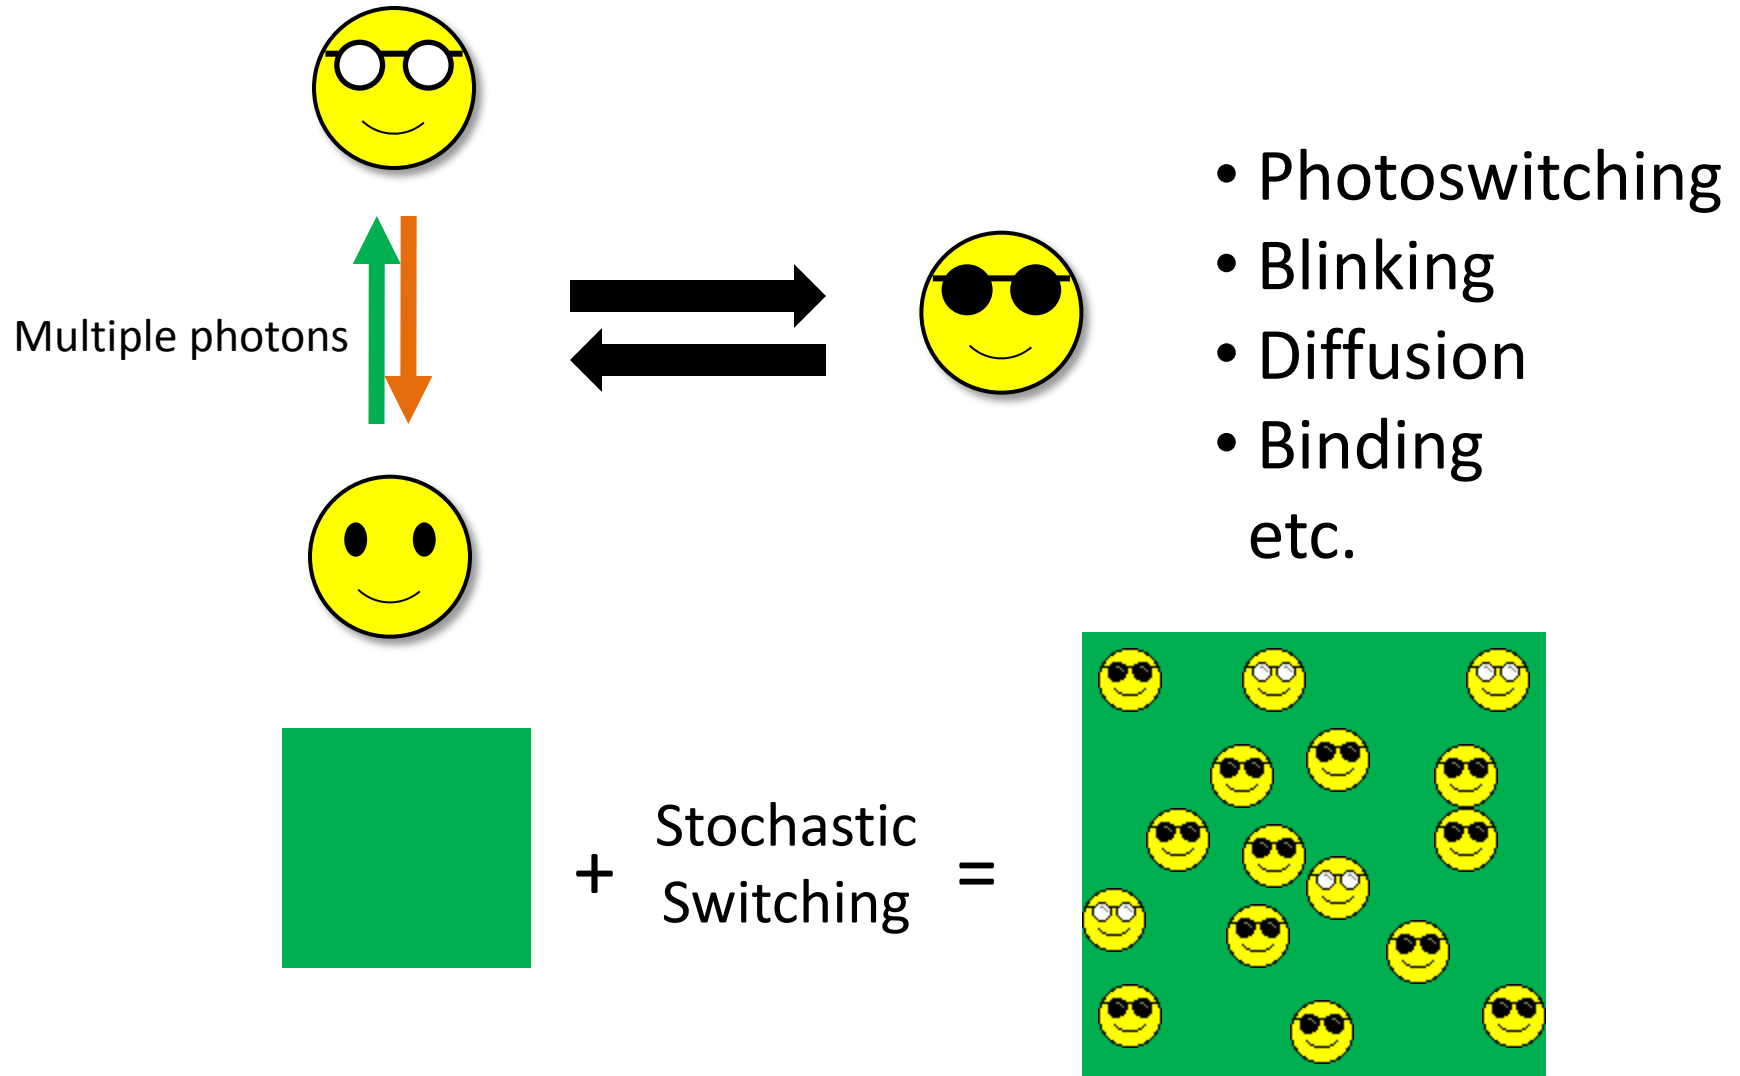 Multiple photons
• Photoswitching
• Blinking
• Diffusion
• Binding
etc.
+
Stochastic
Switching
=